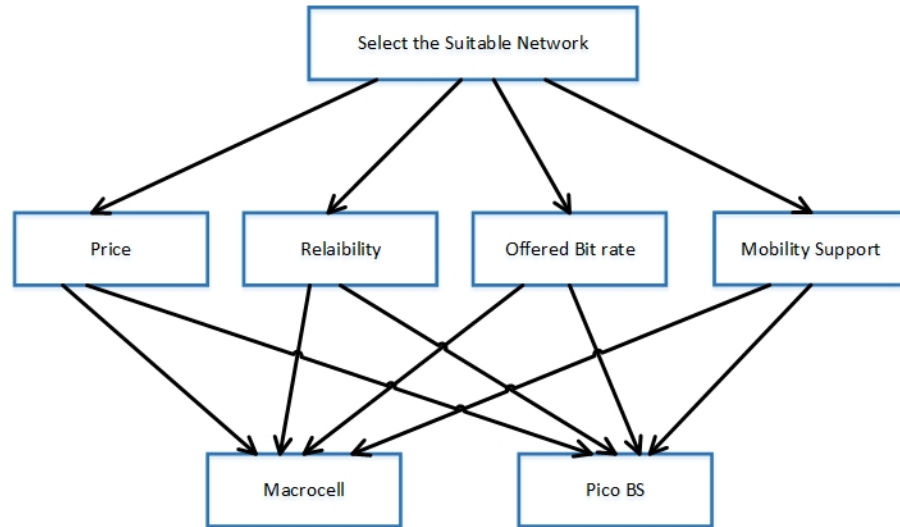 Select the Suitable Network
Price
Relaibility
Offered Bit rate
Mobility Support
Macrocell
Pico BS